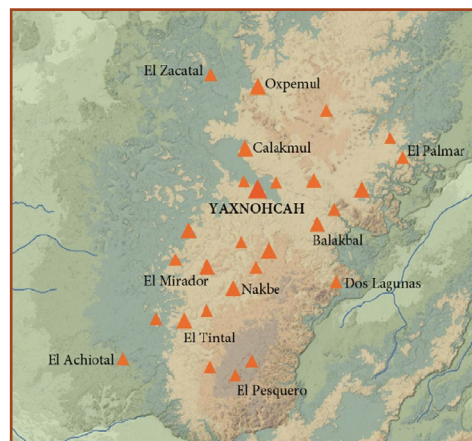 El Zacatal
Oxpemul
Calakmul
El Palmar
YAXNOHCAH
Balakbal
El Mirador
Dos Lagunas
Nakbe
El Tintal
El Achiotal
El Pesquero